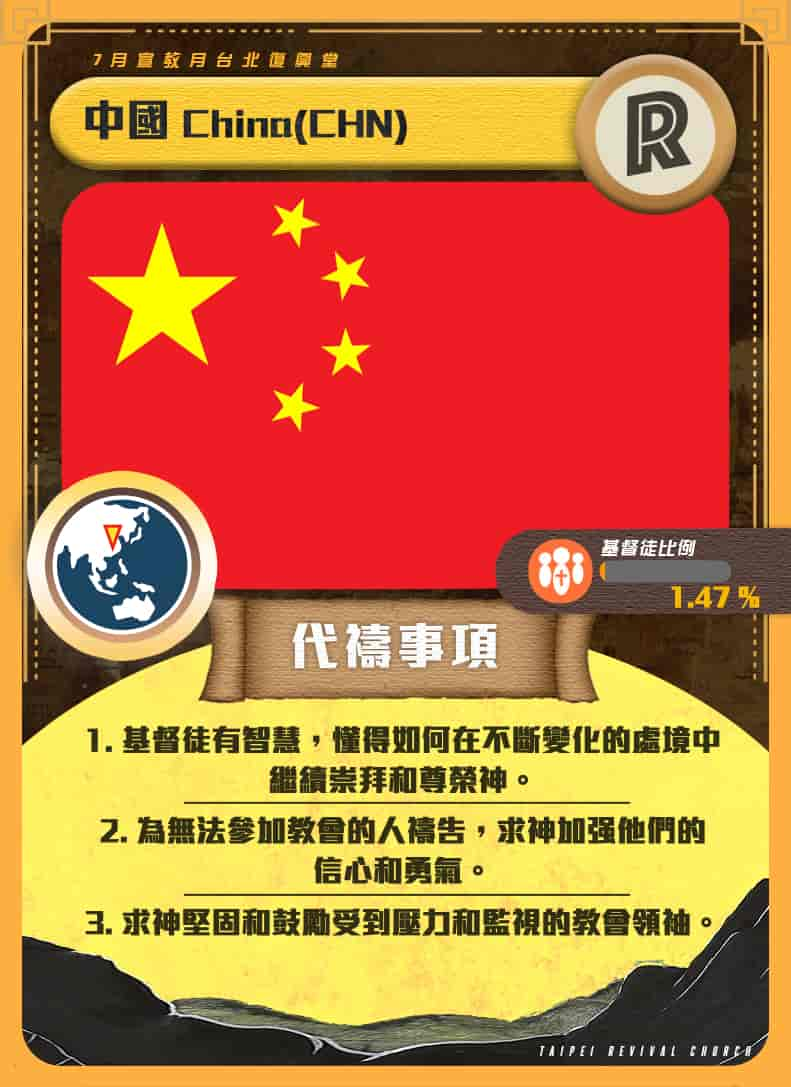 7月宣教月台北復興堂
中國 China(CHN)
R
基督徒比例
1.47 %
代禱事項
1. 基督徒有智慧，懂得如何在不斷變化的處境中
繼續崇拜和尊榮神。
2. 為無法參加教會的人禱告，求神加强他們的
信心和勇氣。
3. 求神堅固和鼓勵受到壓力和監視的教會領袖。
TAIPEI REVIVAL CHURCH